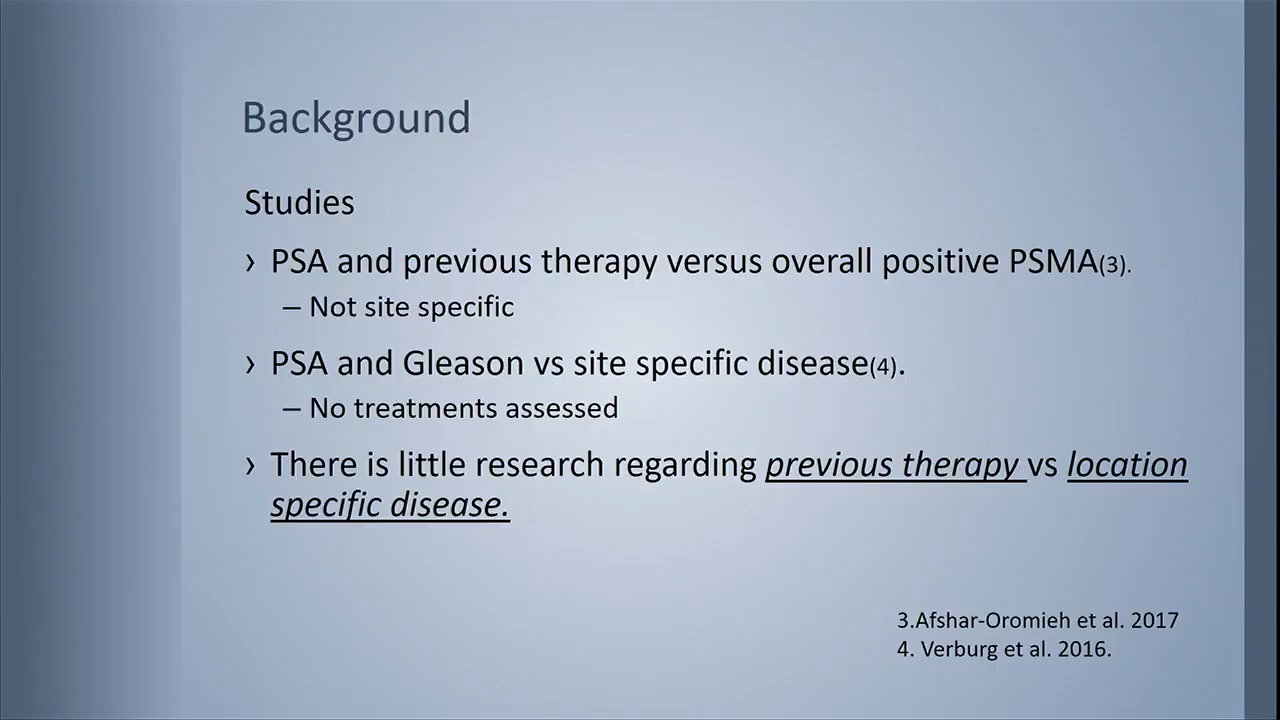 Background
Studies
› PSA and previous therapy versus overall positive PSMA(3).
– Not site specific
› PSA and Gleason vs site specific disease(4).
– No treatments assessed
› There is little research regarding previous therapy vs location
specific disease.
3.Afshar-Oromieh et al. 2017
4. Verburg et al. 2016.